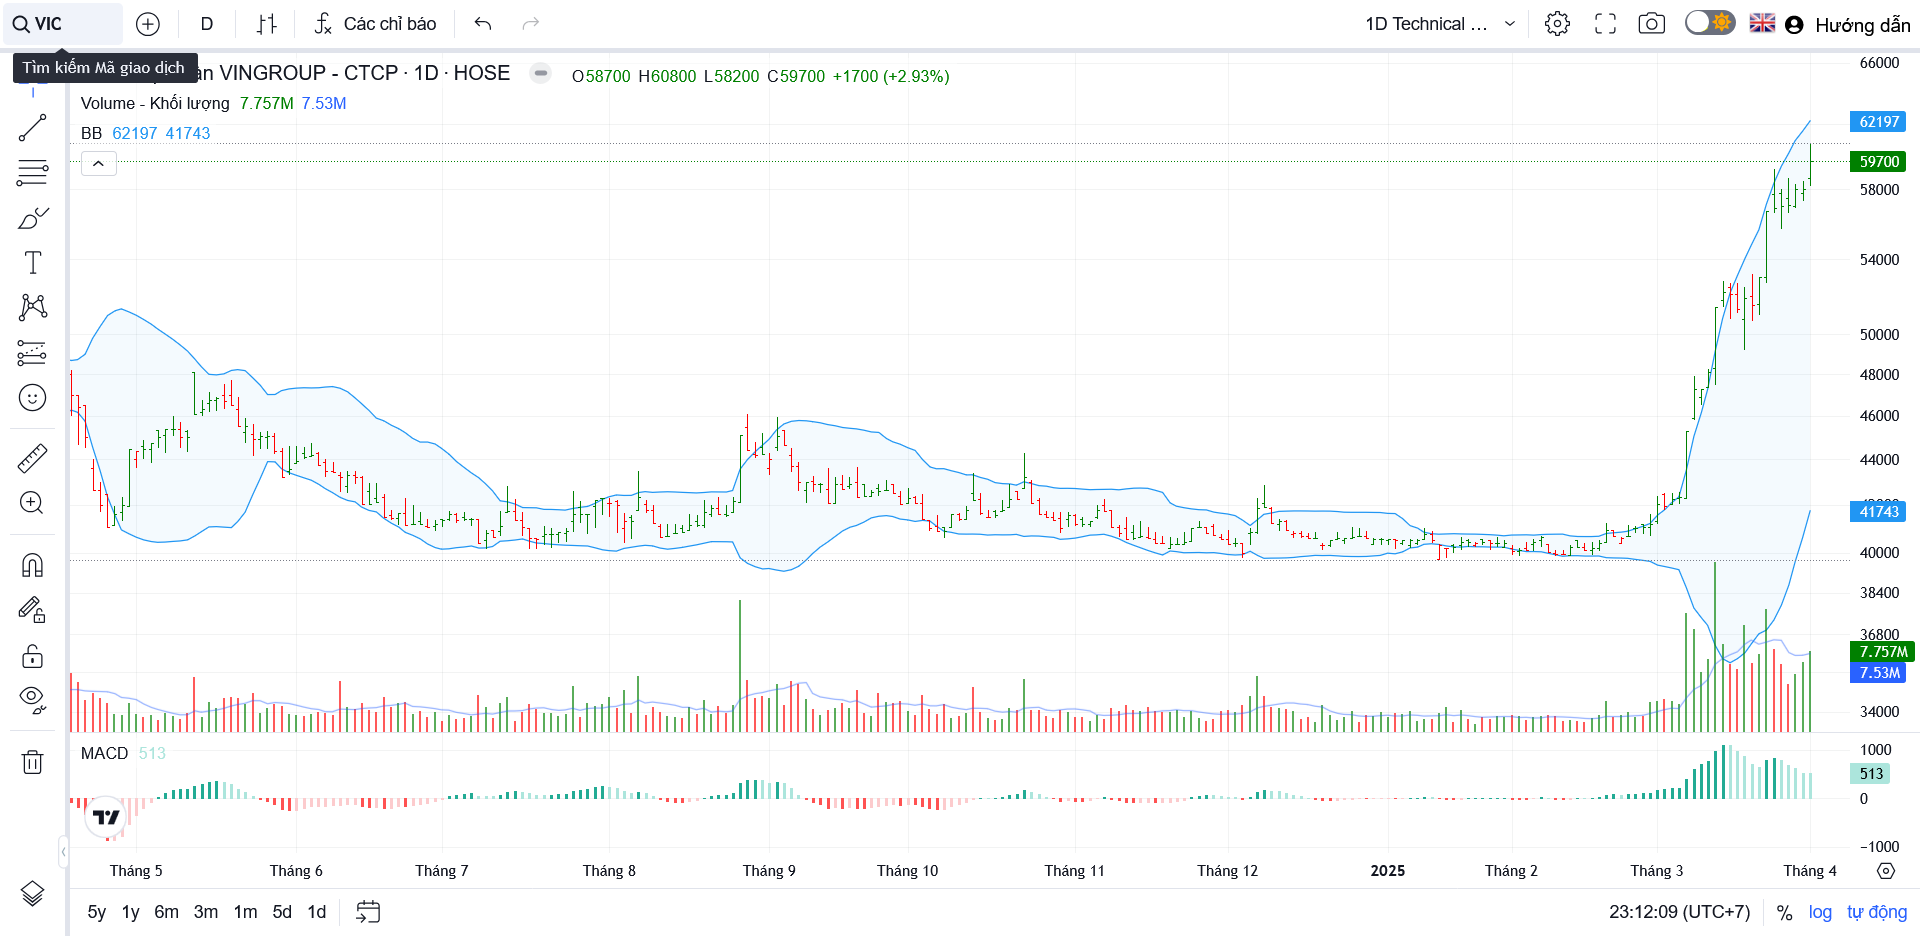 VIC
D
Các chỉ báo
1D Technical ...
Hướng dẫn
Tìm kiếm Mã giao dịch
VINGROUP - CTCP · 1D · HOSE
O58700 H60800 L58200 C59700 +1700 (+2.93%)
Volume - Khối lượng 7.757M 7.53M
BB 62197 41743
66000
62197
59700
58000
54000
50000
48000
46000
44000
41743
40000
38400
36800
7.757M
7.53M
34000
MACD 513
1000
513
0
−1000
Tháng 5 Tháng 6 Tháng 7 Tháng 8 Tháng 9 Tháng 10 Tháng 11 Tháng 12 2025 Tháng 2 Tháng 3 Tháng 4
5y 1y 6m 3m 1m 5d 1d
23:12:09 (UTC+7) % log tự động